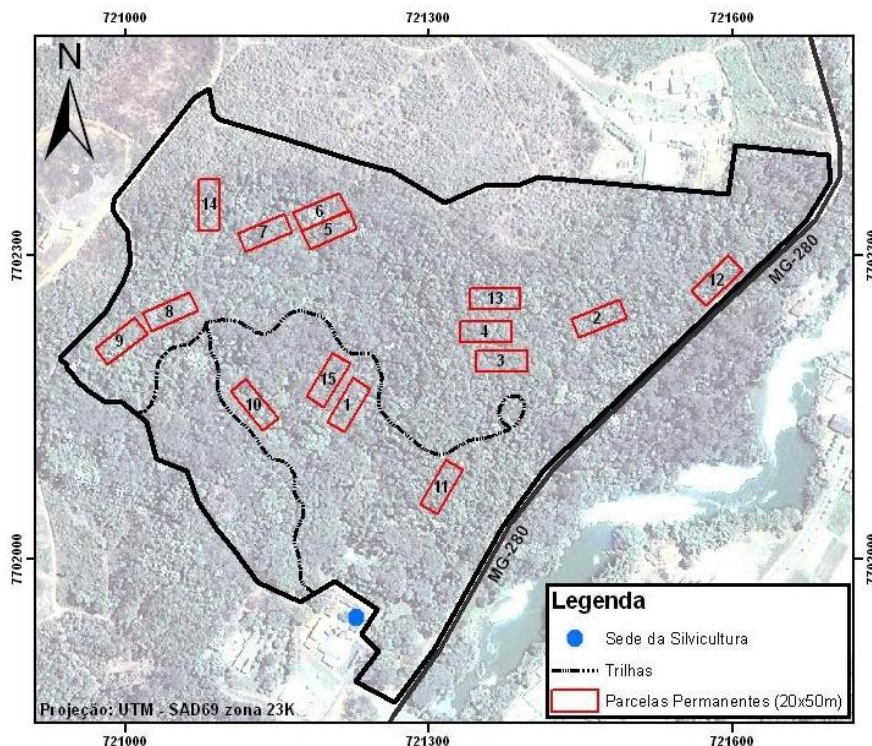 721000 721300 721600
N
14
6
7702300 7 5 7702300
MG-280
12
13
8 2
9 4
3
15
10 1
11
7702000 7702000
MG-280
Legenda
Sede da Silvicultura
Trilhas
Parcelas Permanentes (20x50m)
Projeção: UTM - SAD69 zona 23K
721000 721300 721600